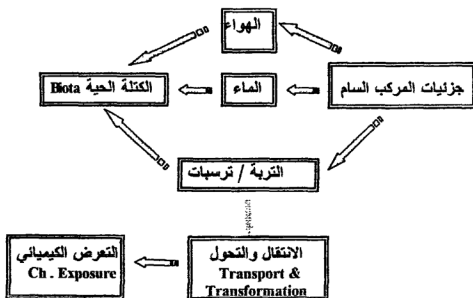 الهواء
جزئيات المركب السام
الماء
الكتلة الحية Biota
التربة / ترسبات
الانتقال والتحول
Transport &
Transformation
التعرض الكيميائي
Ch . Exposure